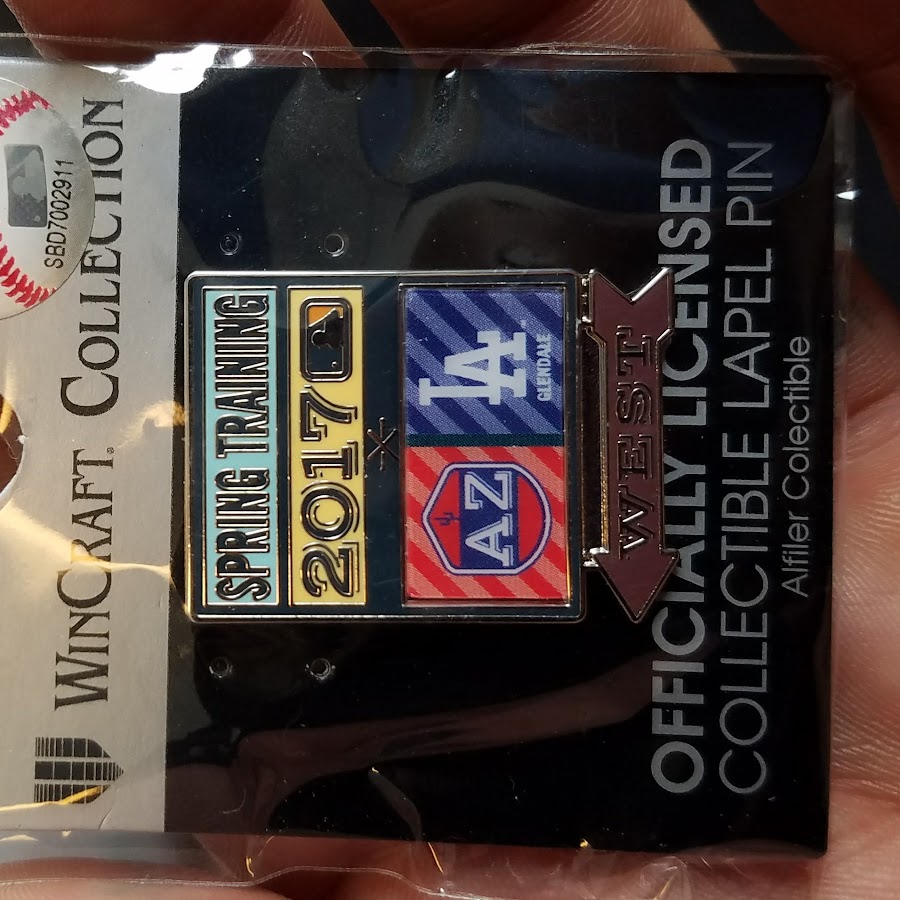 SBD7002911
WINCRAFT COLLECTION
SPRING TRAINING
2017
AZ
LA
GLENDALE
WEST
OFFICIALLY LICENSED
COLLECTIBLE LAPEL PIN
Alfiler Colectible